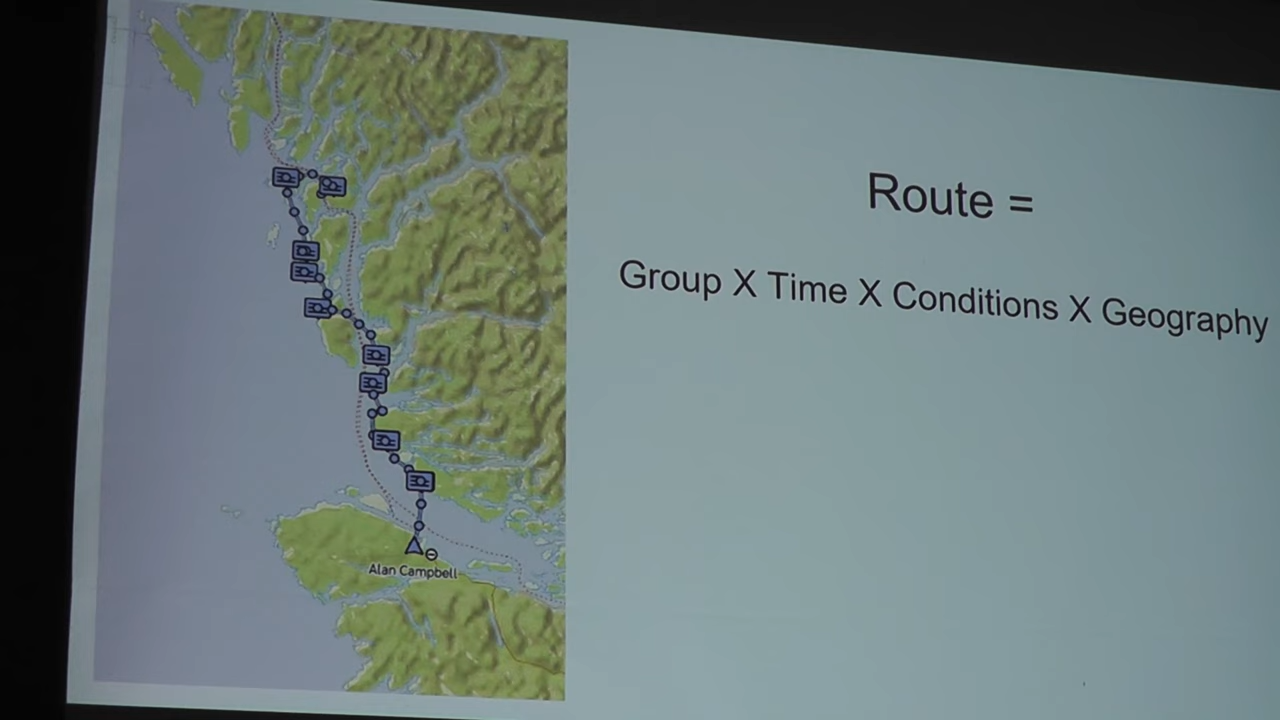 Route =
Group X Time X Conditions X Geography
Alan Campbell